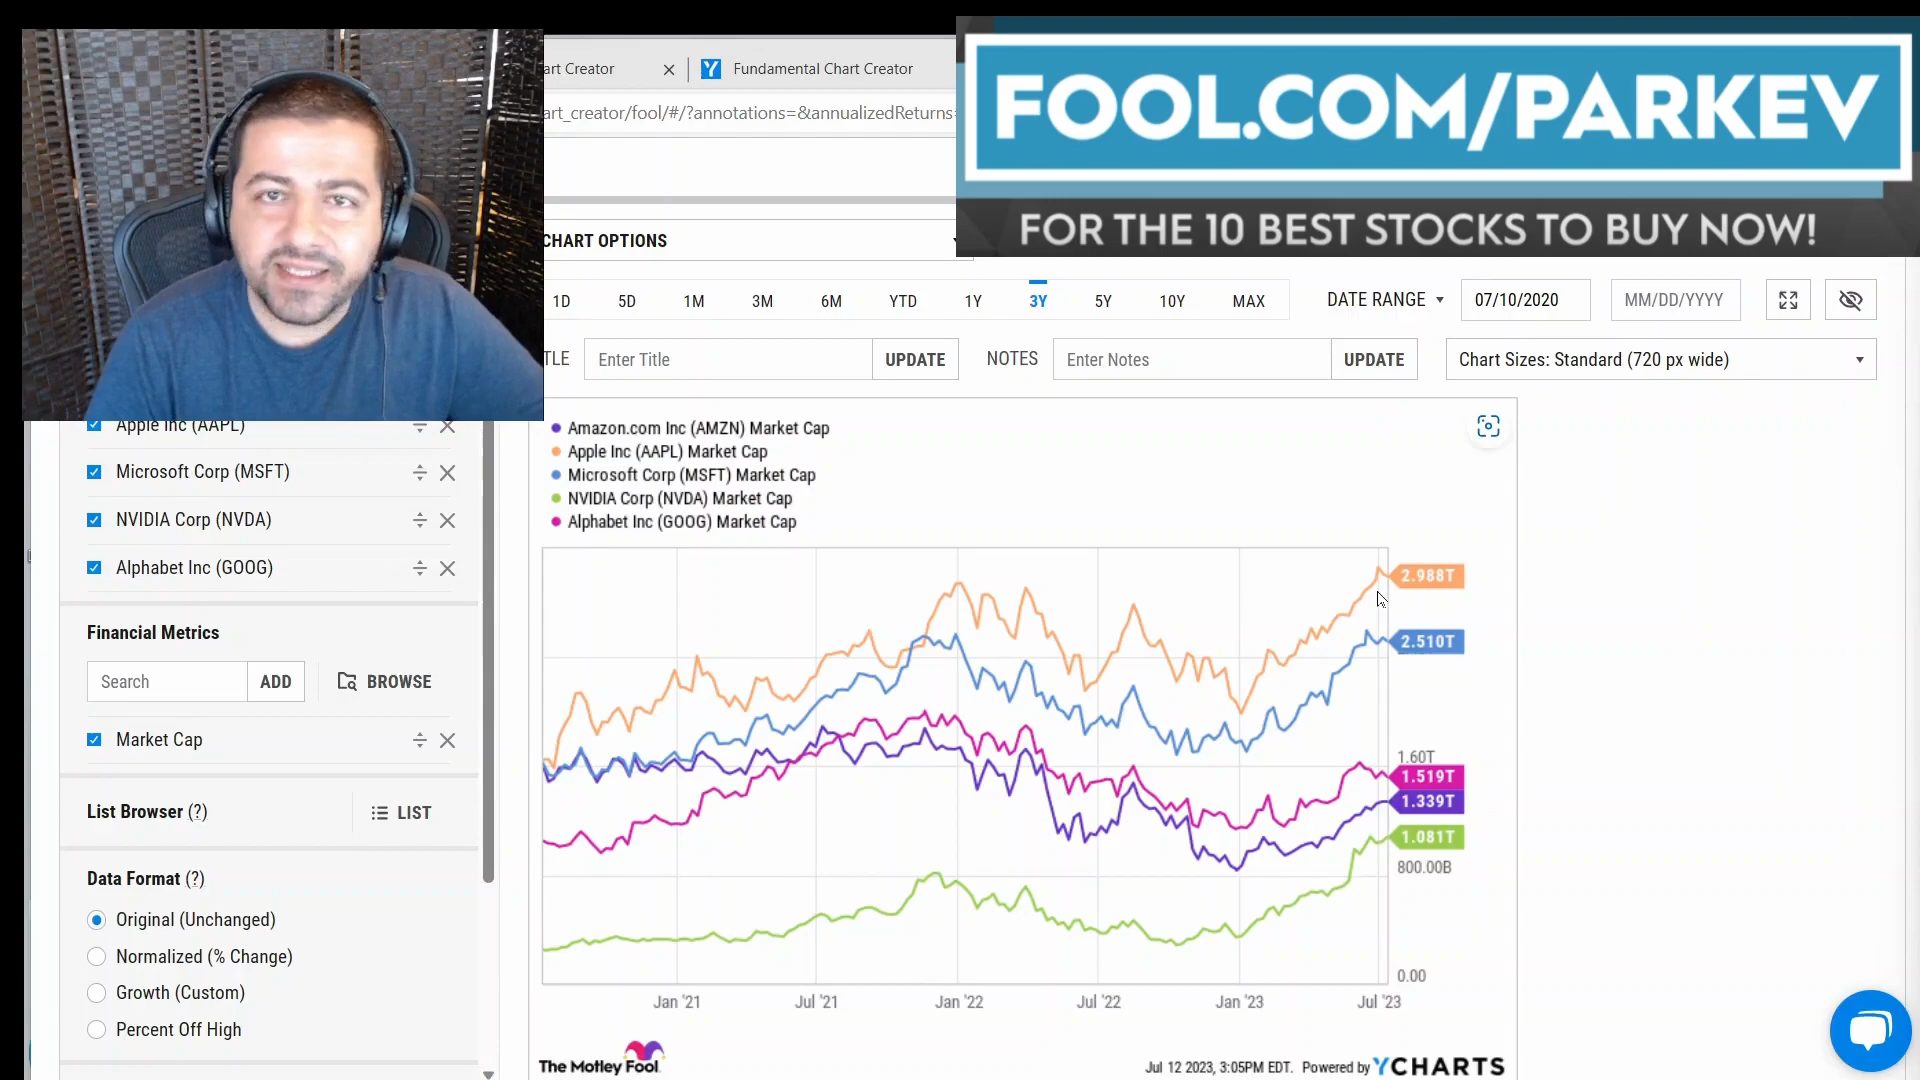 art Creator
Fundamental Chart Creator
art_creator/fool/#/?annotations=&annualizedReturns=
FOOL.COM/PARKEV
FOR THE 10 BEST STOCKS TO BUY NOW!
CHART OPTIONS
1D 5D 1M 3M 6M YTD 1Y 3Y 5Y 10Y MAX DATE RANGE 07/10/2020 MM/DD/YYYY
TLE Enter Title UPDATE NOTES Enter Notes UPDATE Chart Sizes: Standard (720 px wide)
Apple Inc (AAPL)
Microsoft Corp (MSFT)
NVIDIA Corp (NVDA)
Alphabet Inc (GOOG)
Financial Metrics
Search ADD BROWSE
Market Cap
List Browser (?) LIST
Data Format (?)
Original (Unchanged)
Normalized (% Change)
Growth (Custom)
Percent Off High
Amazon.com Inc (AMZN) Market Cap
Apple Inc (AAPL) Market Cap
Microsoft Corp (MSFT) Market Cap
NVIDIA Corp (NVDA) Market Cap
Alphabet Inc (GOOG) Market Cap
2.988T
2.510T
1.60T
1.519T
1.339T
1.081T
800.00B
0.00
Jan '21 Jul '21 Jan '22 Jul '22 Jan '23 Jul '23
The Motley Fool
Jul 12 2023, 3:05PM EDT. Powered by YCHARTS